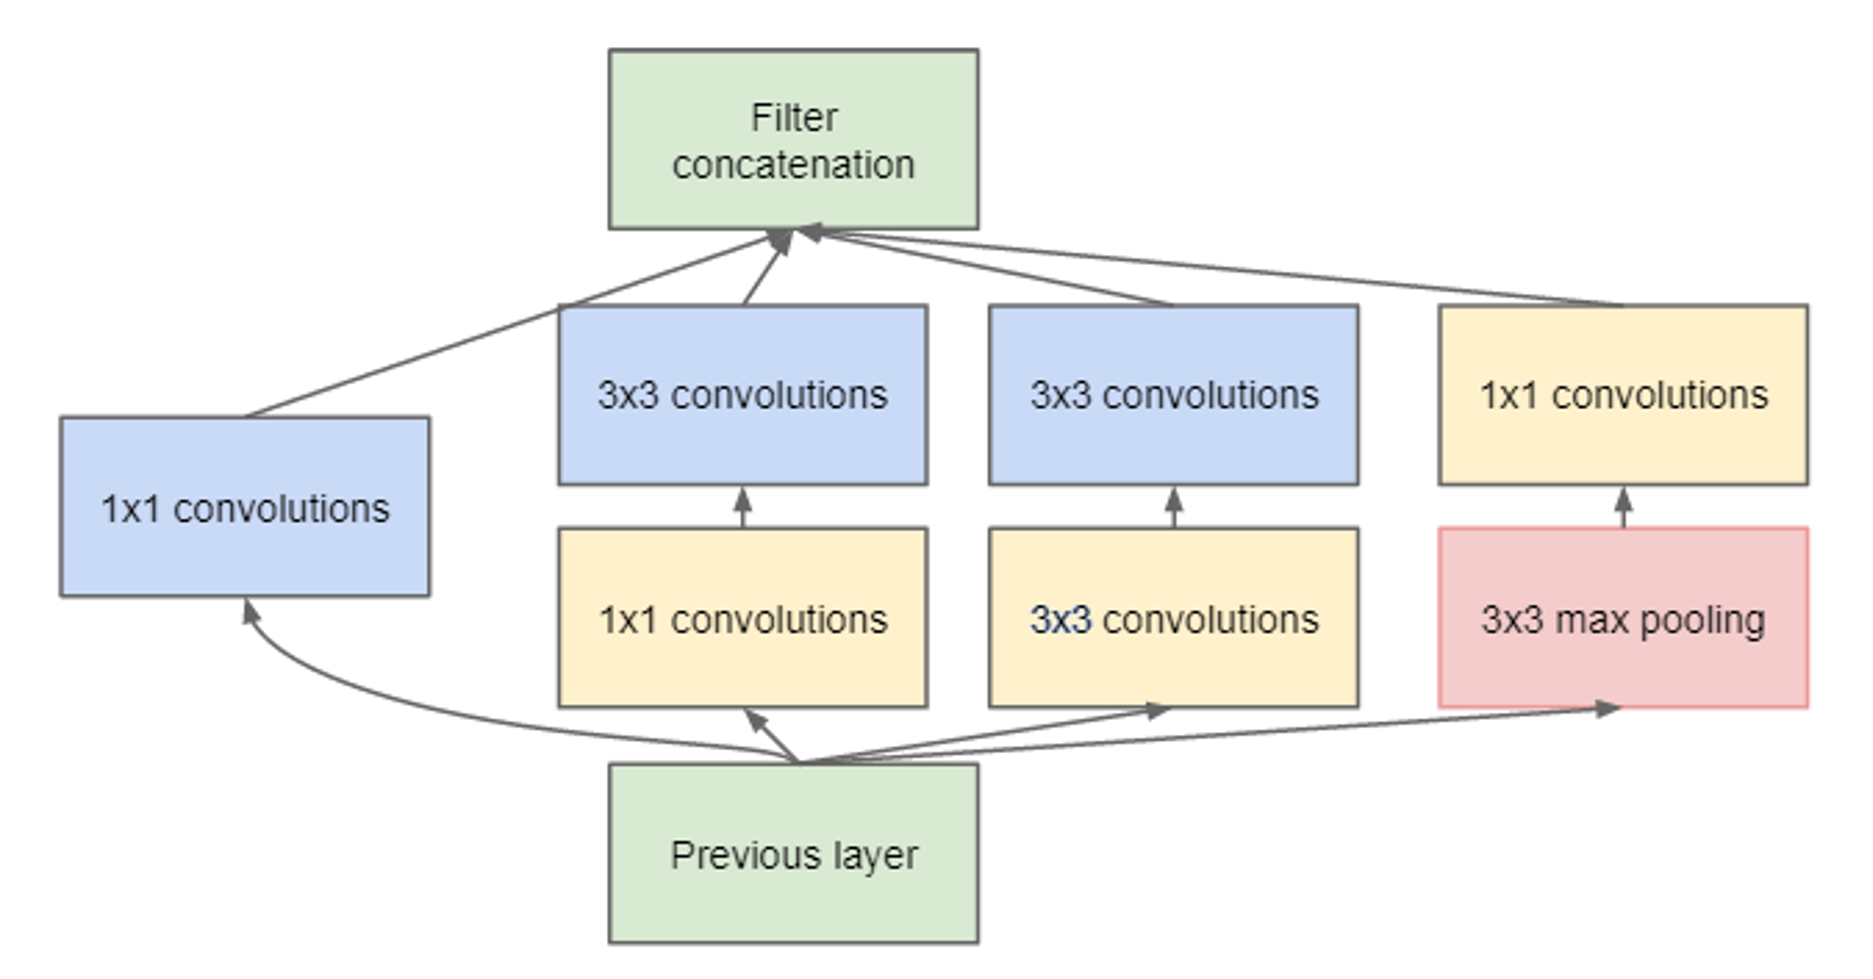 Filter
concatenation
3x3 convolutions
3x3 convolutions
1x1 convolutions
1x1 convolutions
1x1 convolutions
3x3 convolutions
3x3 max pooling
Previous layer